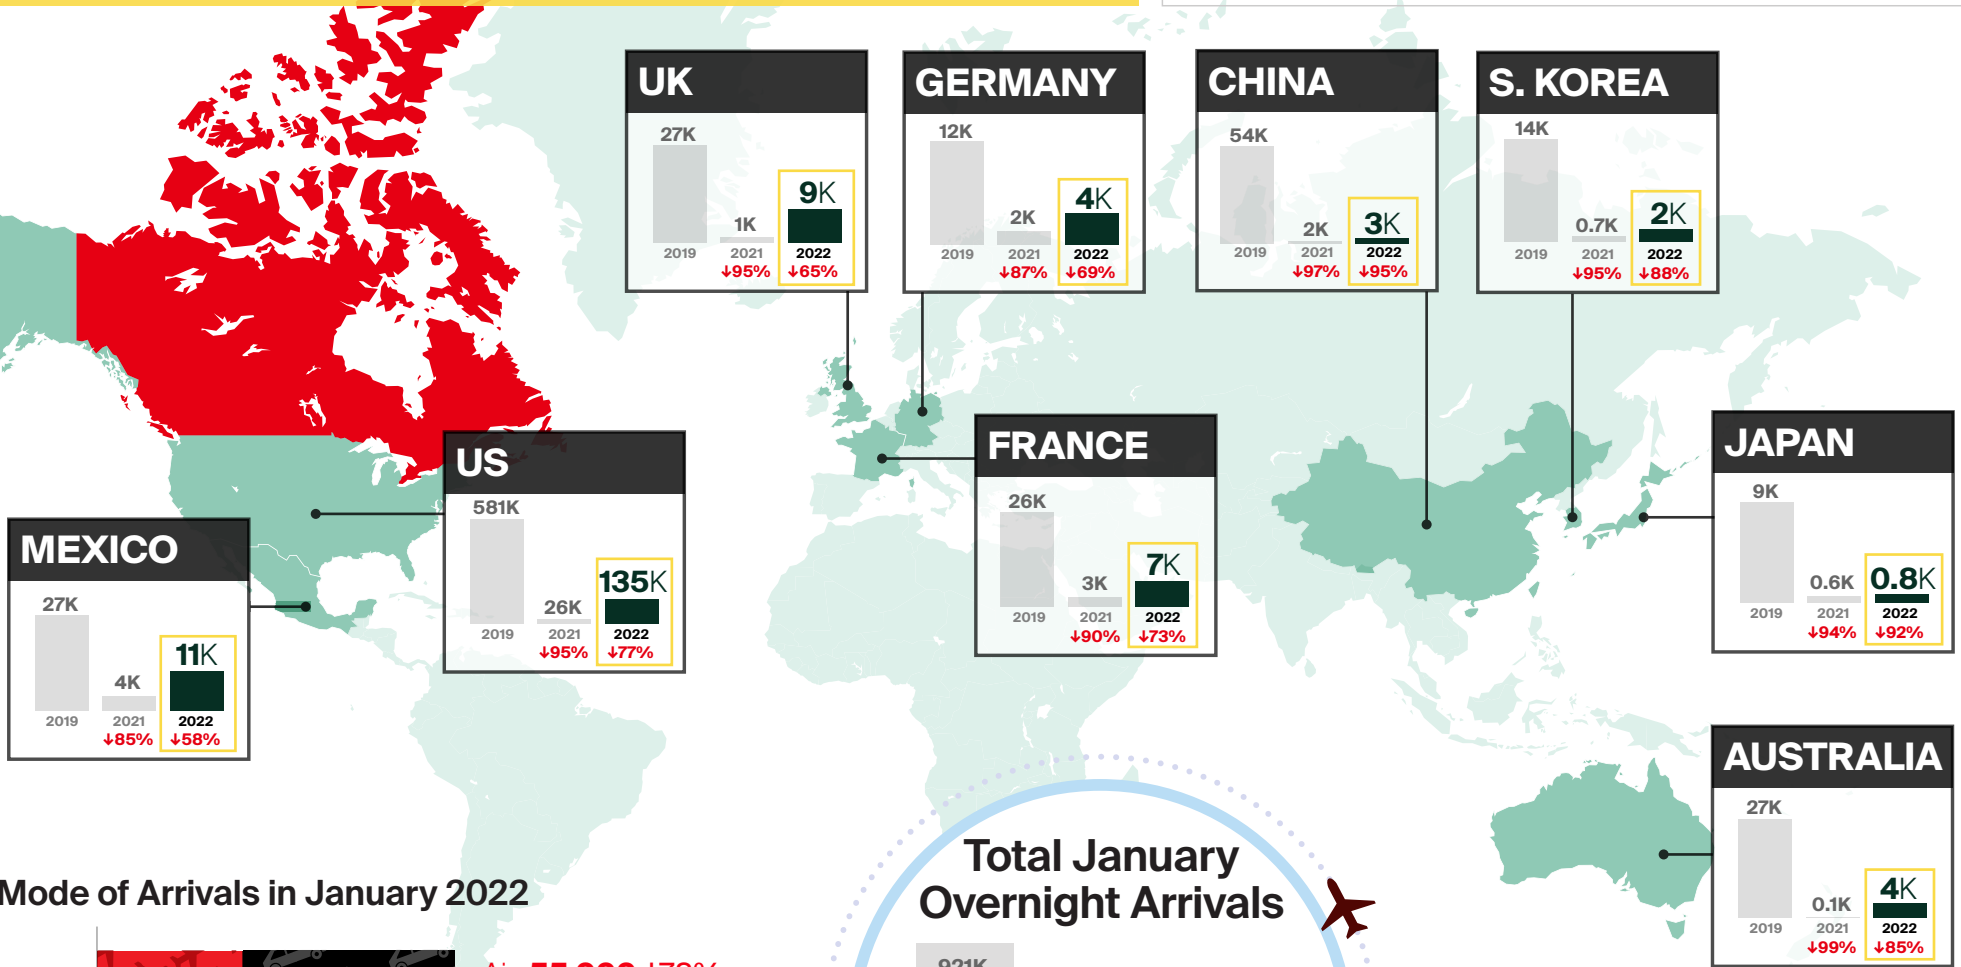 UK
27K
1K
9K
2019
2021
2022
↓95%
↓65%
GERMANY
12K
2K
4K
2019
2021
2022
↓87%
↓69%
CHINA
54K
2K
3K
2019
2021
2022
↓97%
↓95%
S. KOREA
14K
0.7K
2K
2019
2021
2022
↓95%
↓88%
US
581K
26K
135K
2019
2021
2022
↓95%
↓77%
FRANCE
26K
3K
7K
2019
2021
2022
↓90%
↓73%
JAPAN
9K
0.6K
0.8K
2019
2021
2022
↓94%
↓92%
MEXICO
27K
4K
11K
2019
2021
2022
↓85%
↓58%
AUSTRALIA
27K
0.1K
4K
2019
2021
2022
↓99%
↓85%
Mode of Arrivals in January 2022
Total January
Overnight Arrivals
921K